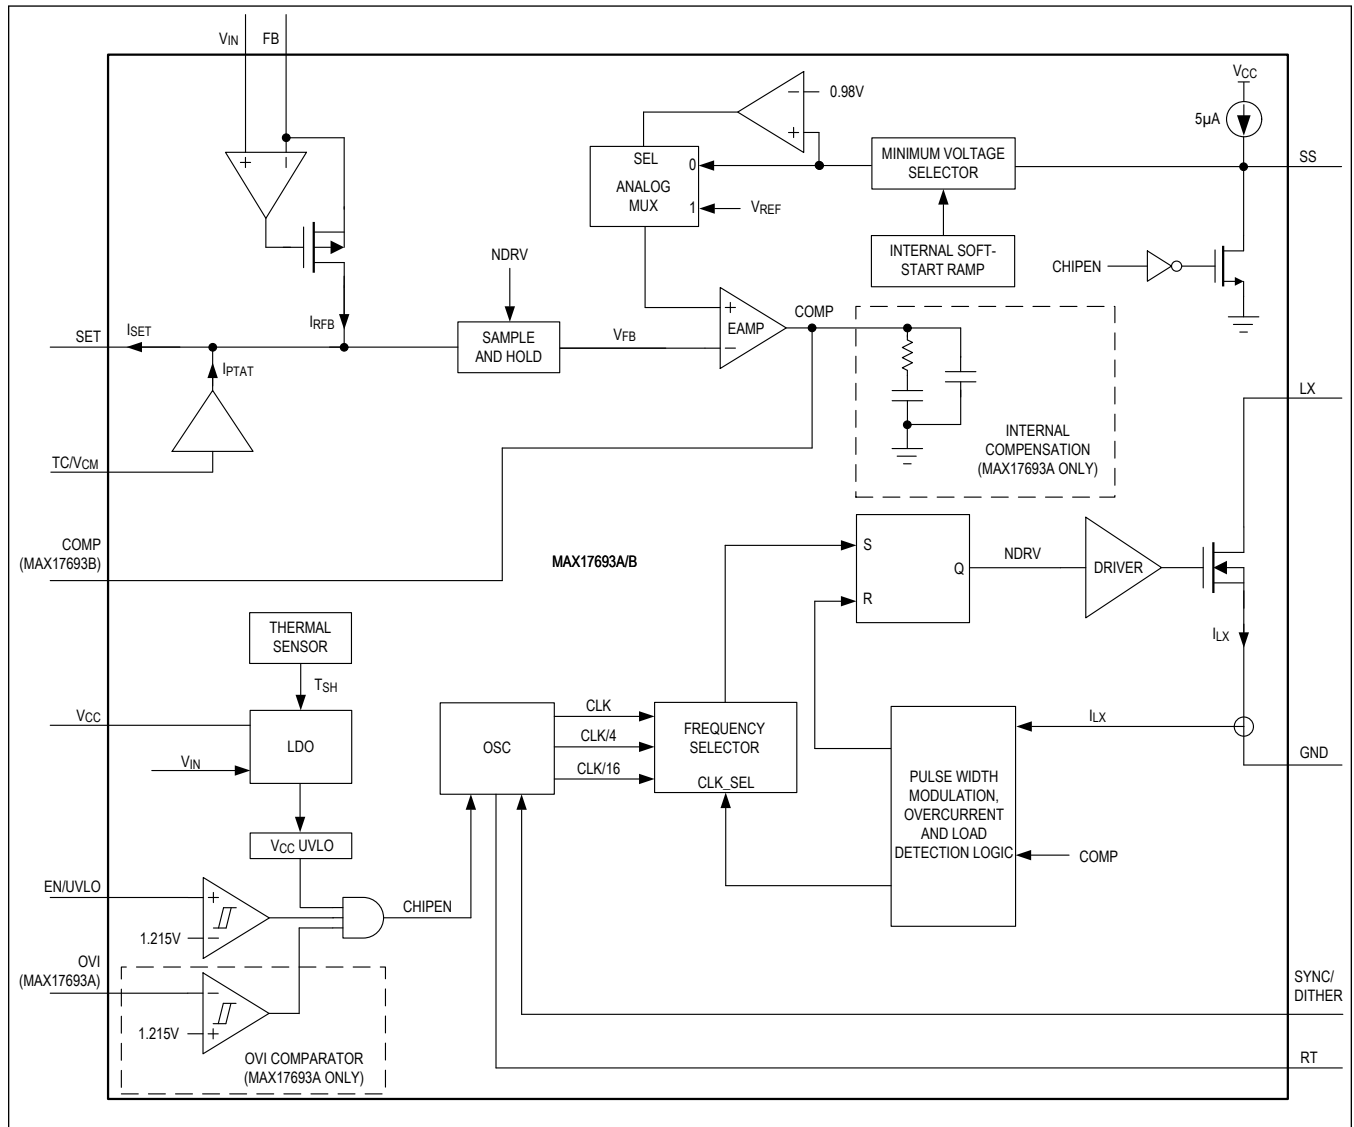 VIN FB
VCC
0.98V
5µA
SS
+ −
−
+
SEL
ANALOG
MUX
0
1
MINIMUM VOLTAGE
SELECTOR
VREF
INTERNAL SOFT-
START RAMP
CHIPEN
NDRV
SET
ISET
IRFB
SAMPLE
AND HOLD
VFB
+
EAMP
−
COMP
IPTAT
TC/VCM
INTERNAL
COMPENSATION
(MAX17693A ONLY)
LX
COMP
(MAX17693B)
MAX17693A/B
S
R
Q
NDRV
DRIVER
ILX
THERMAL
SENSOR
TSH
VCC
LDO
VIN
VCC UVLO
OSC
CLK
CLK/4
CLK/16
FREQUENCY
SELECTOR
CLK_SEL
ILX
PULSE WIDTH
MODULATION,
OVERCURRENT
AND LOAD
DETECTION LOGIC
COMP
GND
EN/UVLO
+
1.215V
−
CHIPEN
OVI
(MAX17693A)
−
1.215V
+
OVI COMPARATOR
(MAX17693A ONLY)
SYNC/
DITHER
RT